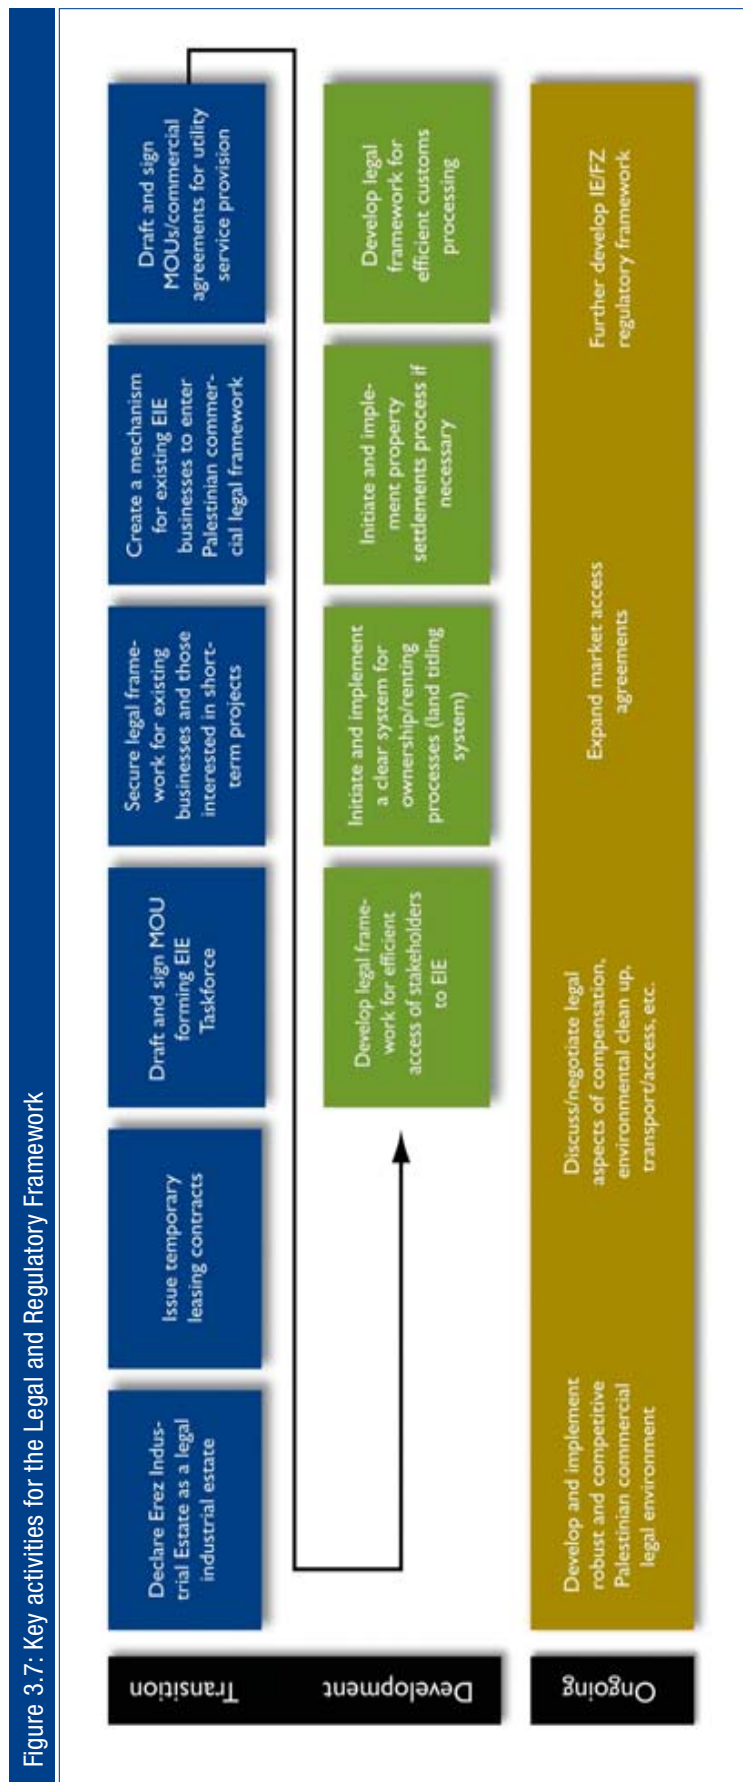 Figure 3.7: Key activities for the Legal and Regulatory Framework
Transition
Declare Erez Indus-
trial Estate as a legal
industrial estate
Issue temporary
leasing contracts
Draft and sign MOU
forming EIE
Taskforce
Secure legal frame-
work for existing
businesses and those
interested in short-
term projects
Create a mechanism
for existing EIE
businesses to enter
Palestinian commer-
cial legal framework
Draft and sign
MOUs/commercial
agreements for utility
service provision
Development
Develop legal frame-
work for efficient
access of stakeholders
to EIE
Initiate and implement
a clear system for
ownership/renting
processes (land titling
system)
Initiate and imple-
ment property
settlements process if
necessary
Develop legal
framework for
efficient customs
processing
Ongoing
Develop and implement
robust and competitive
Palestinian commercial
legal environment
Discuss/negotiate legal
aspects of compensation,
environmental clean up,
transport/access, etc.
Expand market access
agreements
Further develop IE/FZ
regulatory framework